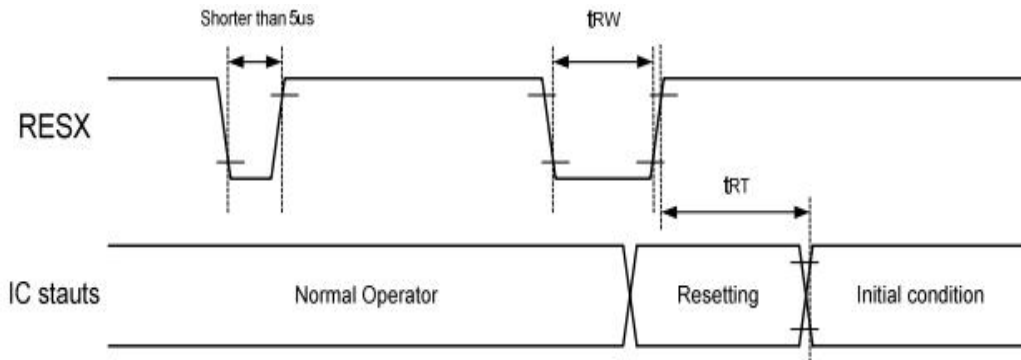 Shorter than 5us
tRW
RESX
tRT
IC stauts
Normal Operator
Resetting
Initial condition